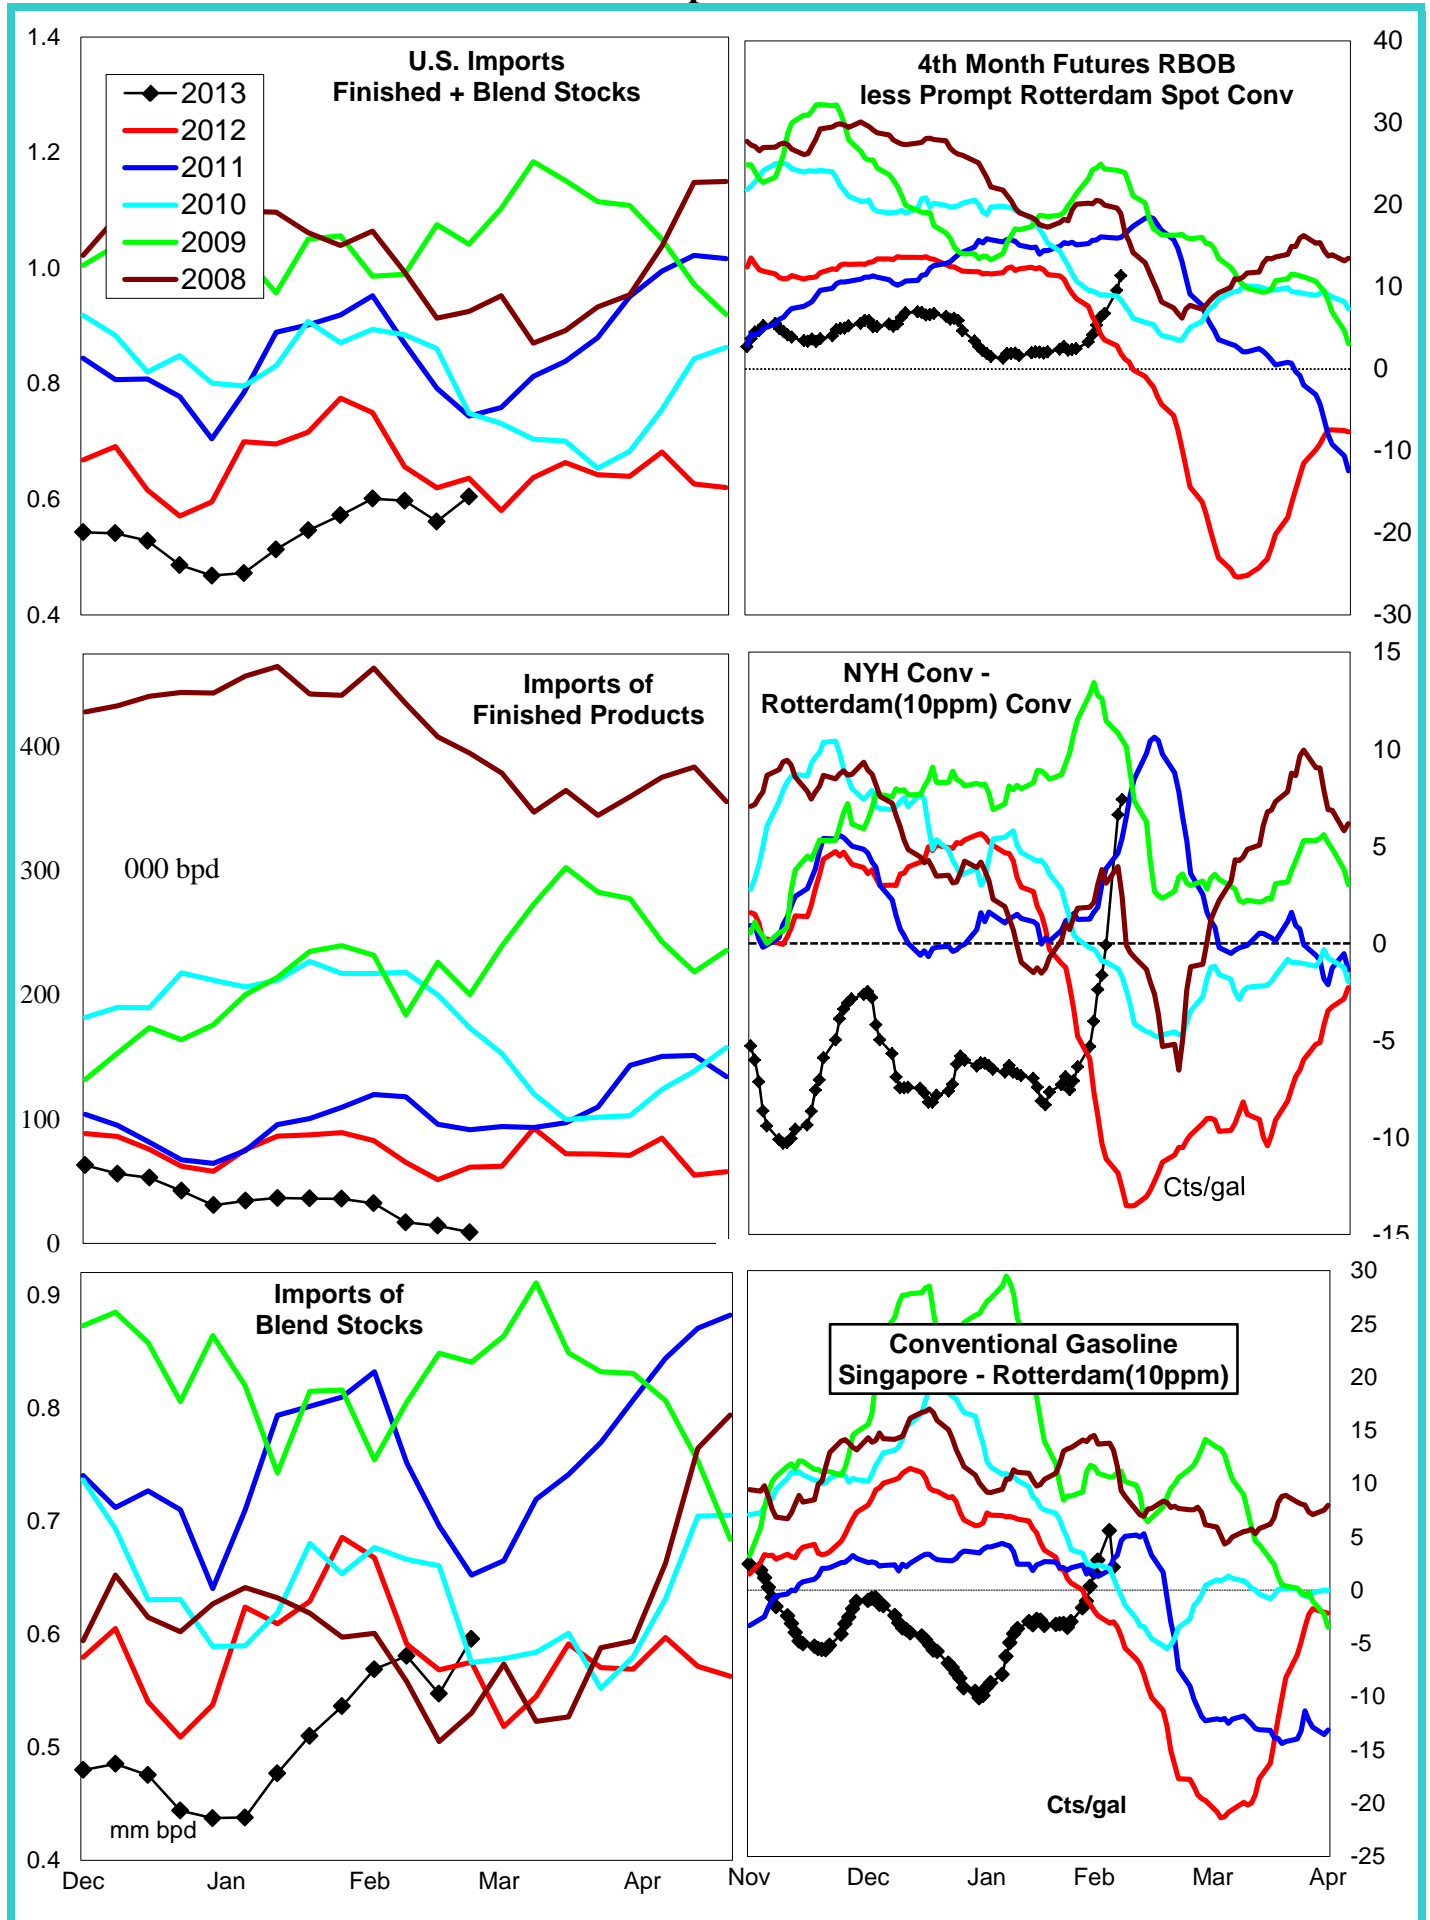 1.4
1.2
1.0
0.8
0.6
0.4
2013
2012
2011
2010
2009
2008
U.S. Imports
Finished + Blend Stocks
4th Month Futures RBOB
less Prompt Rotterdam Spot Conv
40
30
20
10
0
-10
-20
-30
400
300
200
100
0
Imports of
Finished Products
000 bpd
NYH Conv -
Rotterdam(10ppm) Conv
Cts/gal
15
10
5
0
-5
-10
-15
0.9
0.8
0.7
0.6
0.5
0.4
Imports of
Blend Stocks
mm bpd
Dec Jan Feb Mar Apr
Conventional Gasoline
Singapore - Rotterdam(10ppm)
Cts/gal
30
25
20
15
10
5
0
-5
-10
-15
-20
-25
Nov Dec Jan Feb Mar Apr